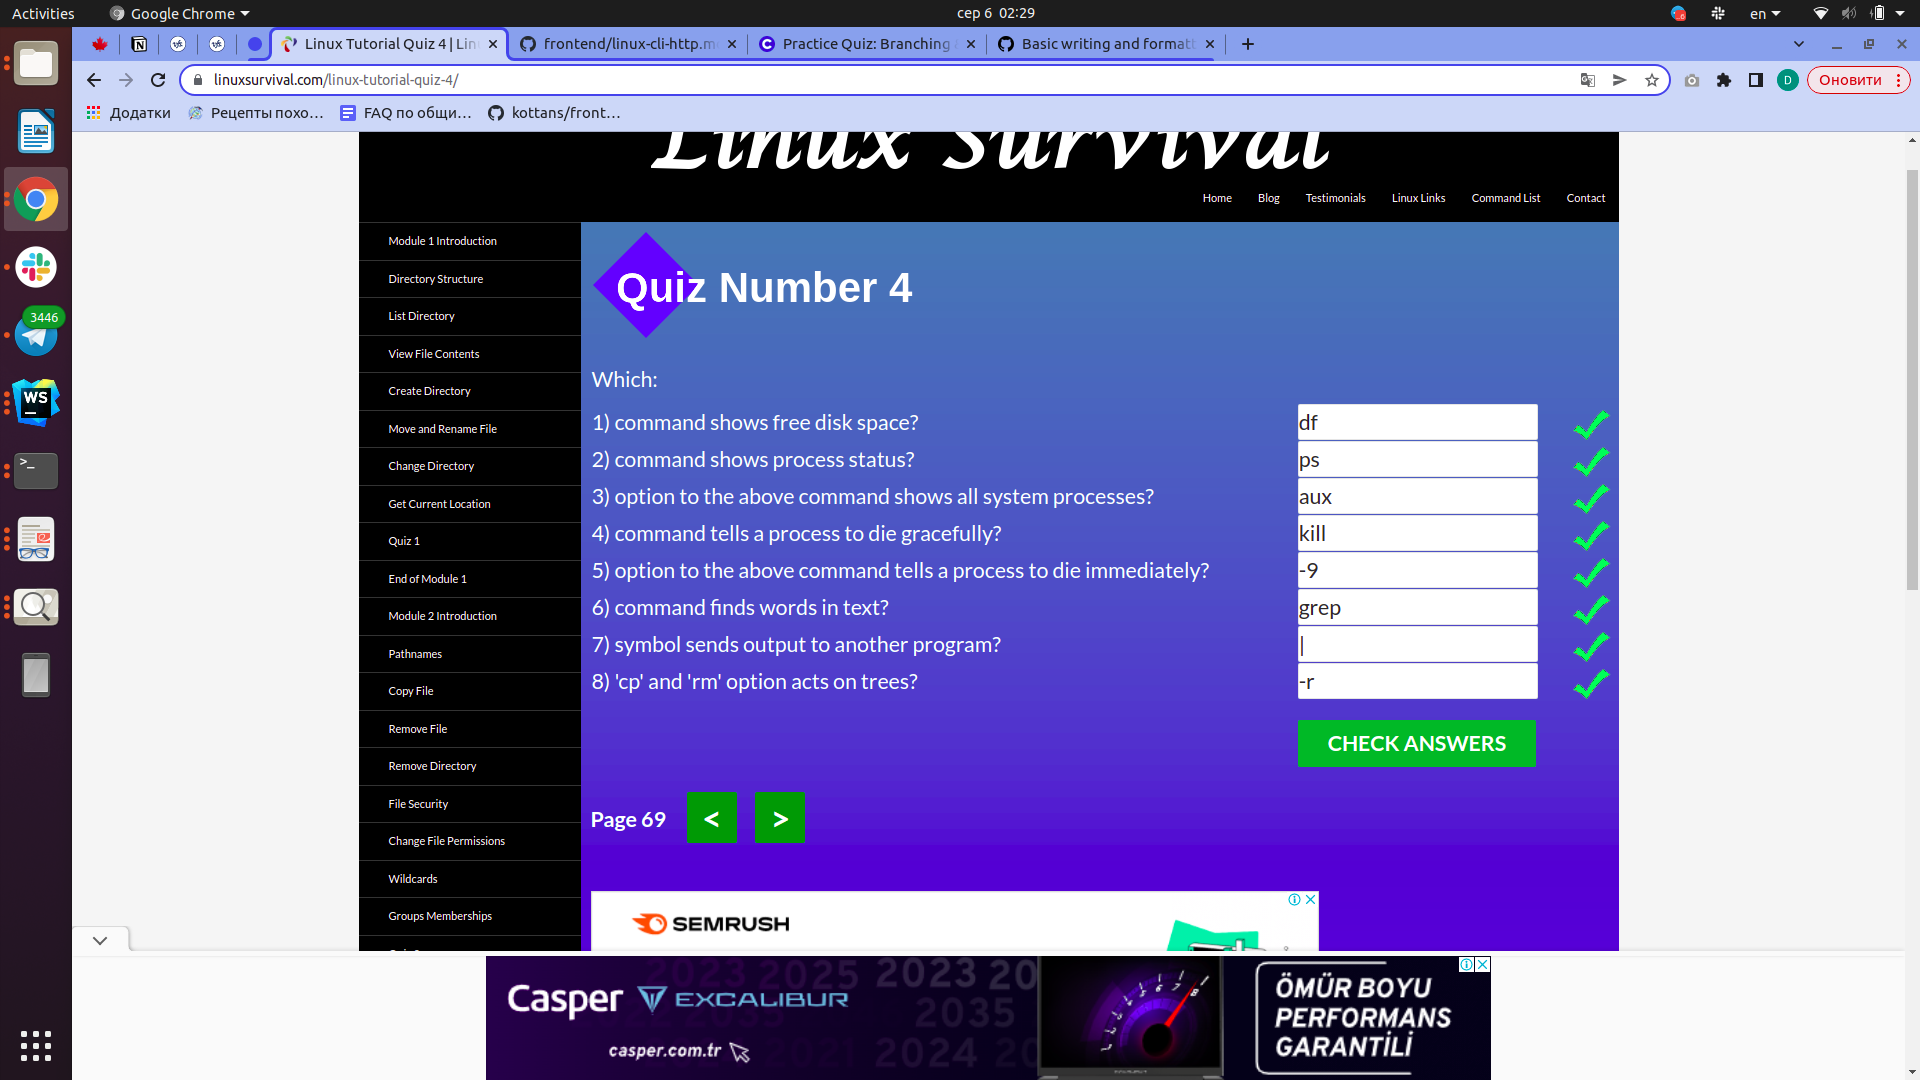 Activities
Google Chrome
сер 6 02:29
en
Linux Tutorial Quiz 4 | Lin
frontend/linux-cli-http.m
Practice Quiz: Branching
Basic writing and formatt
linuxsurvival.com/linux-tutorial-quiz-4/
D
Оновити
Додатки
Рецепты похо...
FAQ по общи...
kottans/front...
3446
Linux Survival
Home
Blog
Testimonials
Linux Links
Command List
Contact
Module 1 Introduction
Directory Structure
List Directory
View File Contents
Create Directory
Move and Rename File
Change Directory
Get Current Location
Quiz 1
End of Module 1
Module 2 Introduction
Pathnames
Copy File
Remove File
Remove Directory
File Security
Change File Permissions
Wildcards
Groups Memberships
Quiz Number 4
Which:
1) command shows free disk space?
df
2) command shows process status?
ps
3) option to the above command shows all system processes?
aux
4) command tells a process to die gracefully?
kill
5) option to the above command tells a process to die immediately?
-9
6) command finds words in text?
grep
7) symbol sends output to another program?
|
8) 'cp' and 'rm' option acts on trees?
-r
CHECK ANSWERS
Page 69
<
>
SEMRUSH
Casper EXCALIBUR
casper.com.tr
2023 2025 2023 20
2035 2035
2021 2024 20
ÖMÜR BOYU
PERFORMANS
GARANTİLİ
WS